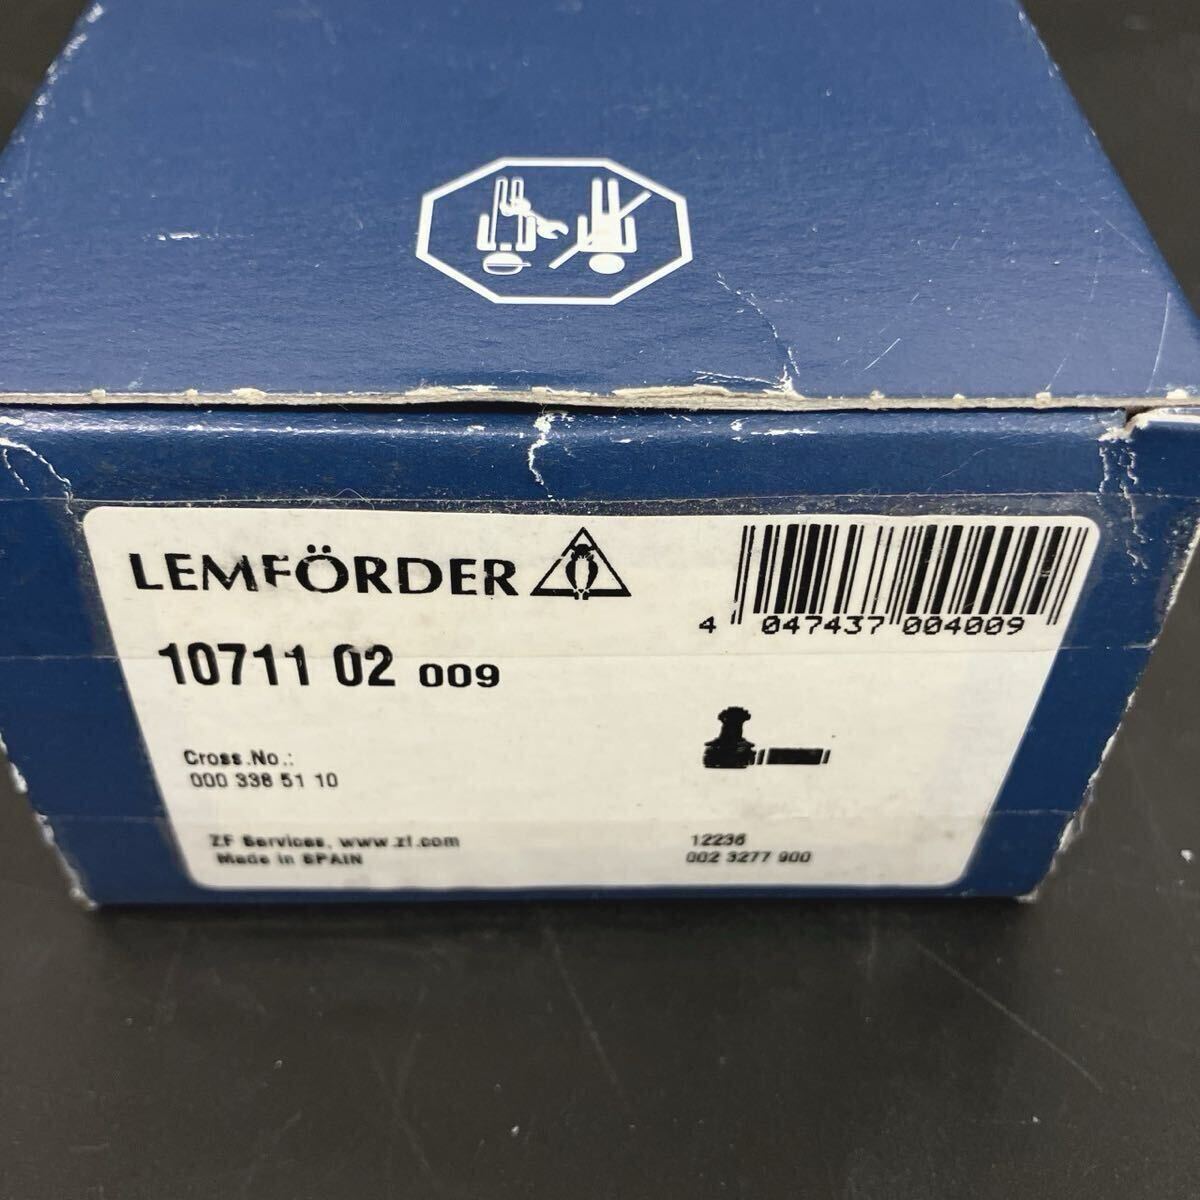 LEMFÖRDER
4 047437 004009
10711 02 009
Cross.No.:
000 338 51 10
ZF Services, www.zf.com
Made in SPAIN
12236
002 3277 900